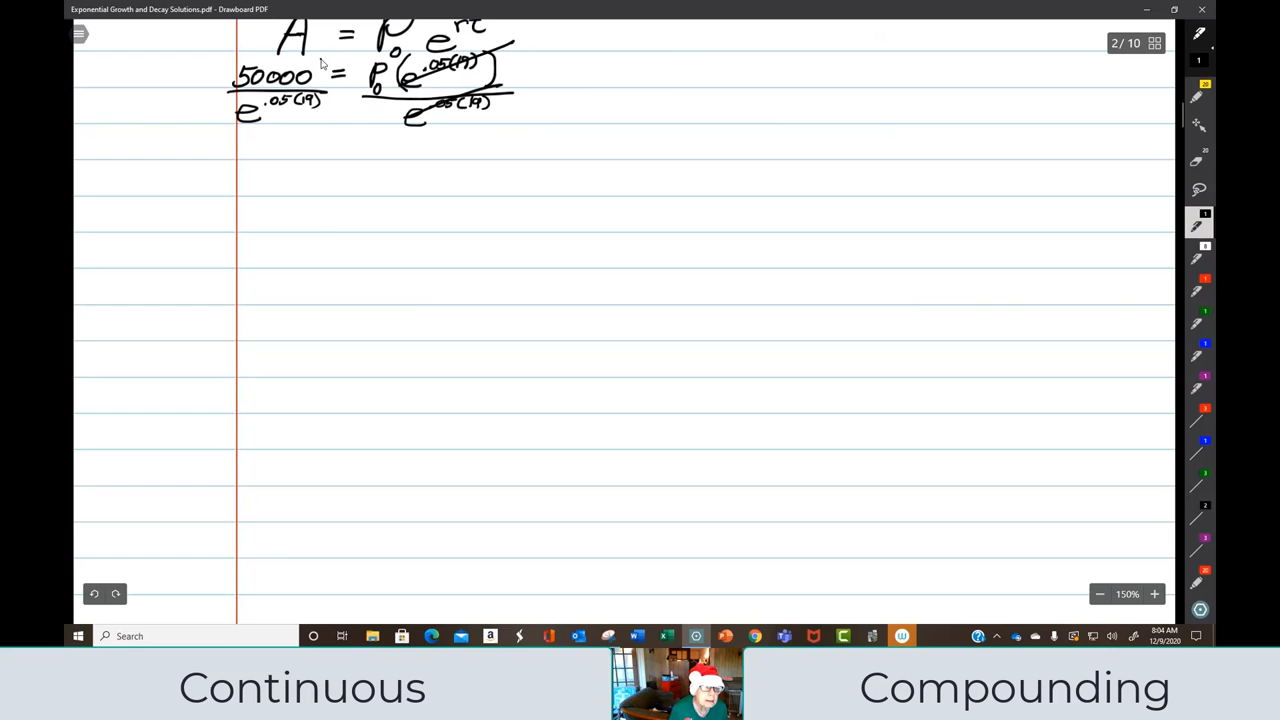 Exponential Growth and Decay Solutions.pdf - Drawboard PDF
A = P₀ e^rt
2 / 10
50000 = P₀ (e^.05(19))
e^.05(19) e^.05(19)
150%
Search
8:04 AM
12/9/2020
Continuous Compounding